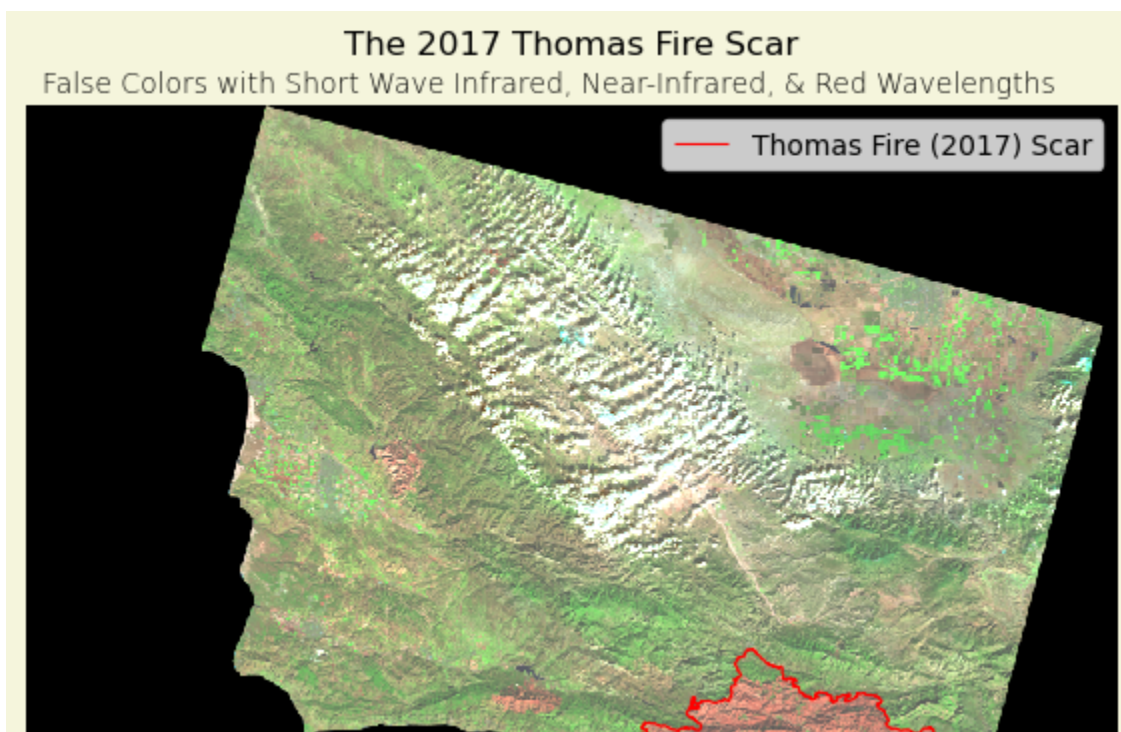 The 2017 Thomas Fire Scar
False Colors with Short Wave Infrared, Near-Infrared, & Red Wavelengths
Thomas Fire (2017) Scar